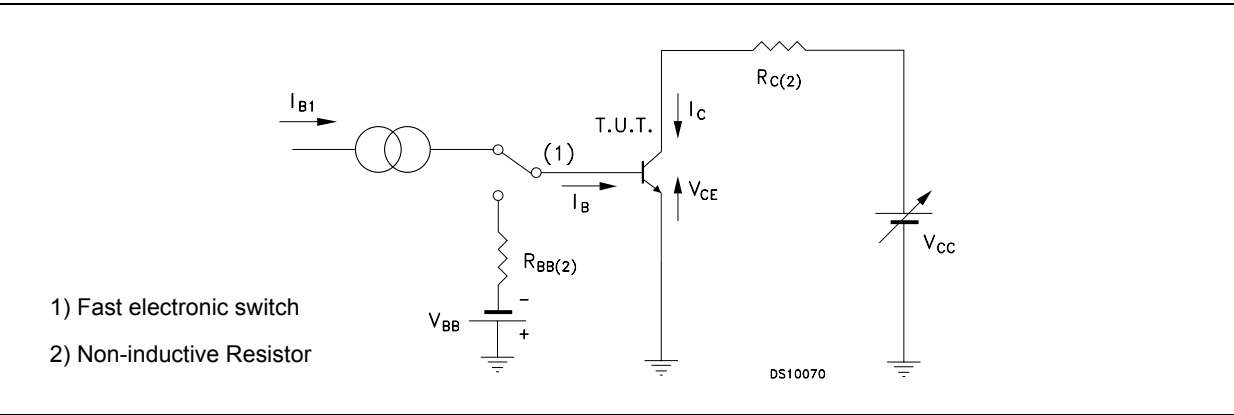 R_C(2)
I_B1
I_C
T.U.T.
(1)
V_CE
I_B
V_CC
R_BB(2)
1) Fast electronic switch
-
V_BB
+
2) Non-inductive Resistor
DS10070